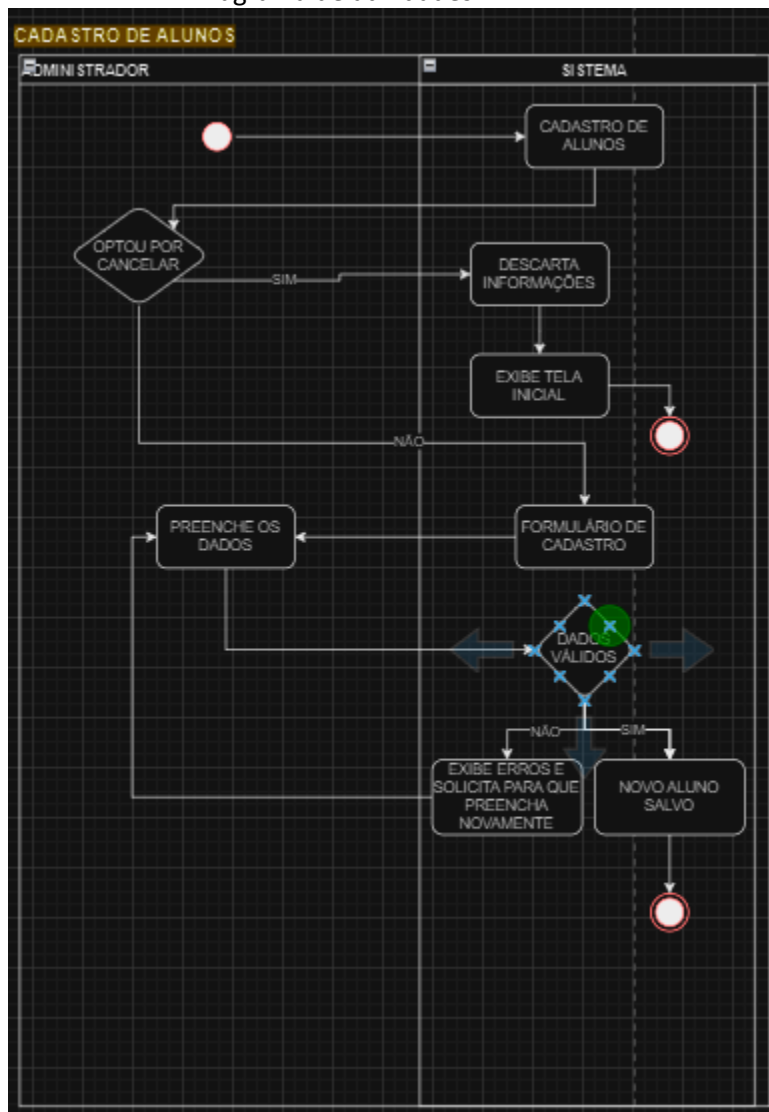 CADASTRO DE ALUNOS
ADMINISTRADOR
SISTEMA
CADASTRO DE
ALUNOS
OPTOU POR
CANCELAR
SIM
DESCARTA
INFORMAÇÕES
EXIBE TELA
INICIAL
NÃO
PREENCHE OS
DADOS
FORMULÁRIO DE
CADASTRO
DADOS
VÁLIDOS
NÃO
SIM
EXIBE ERROS E
SOLICITA PARA QUE
PREENCHA
NOVAMENTE
NOVO ALUNO
SALVO